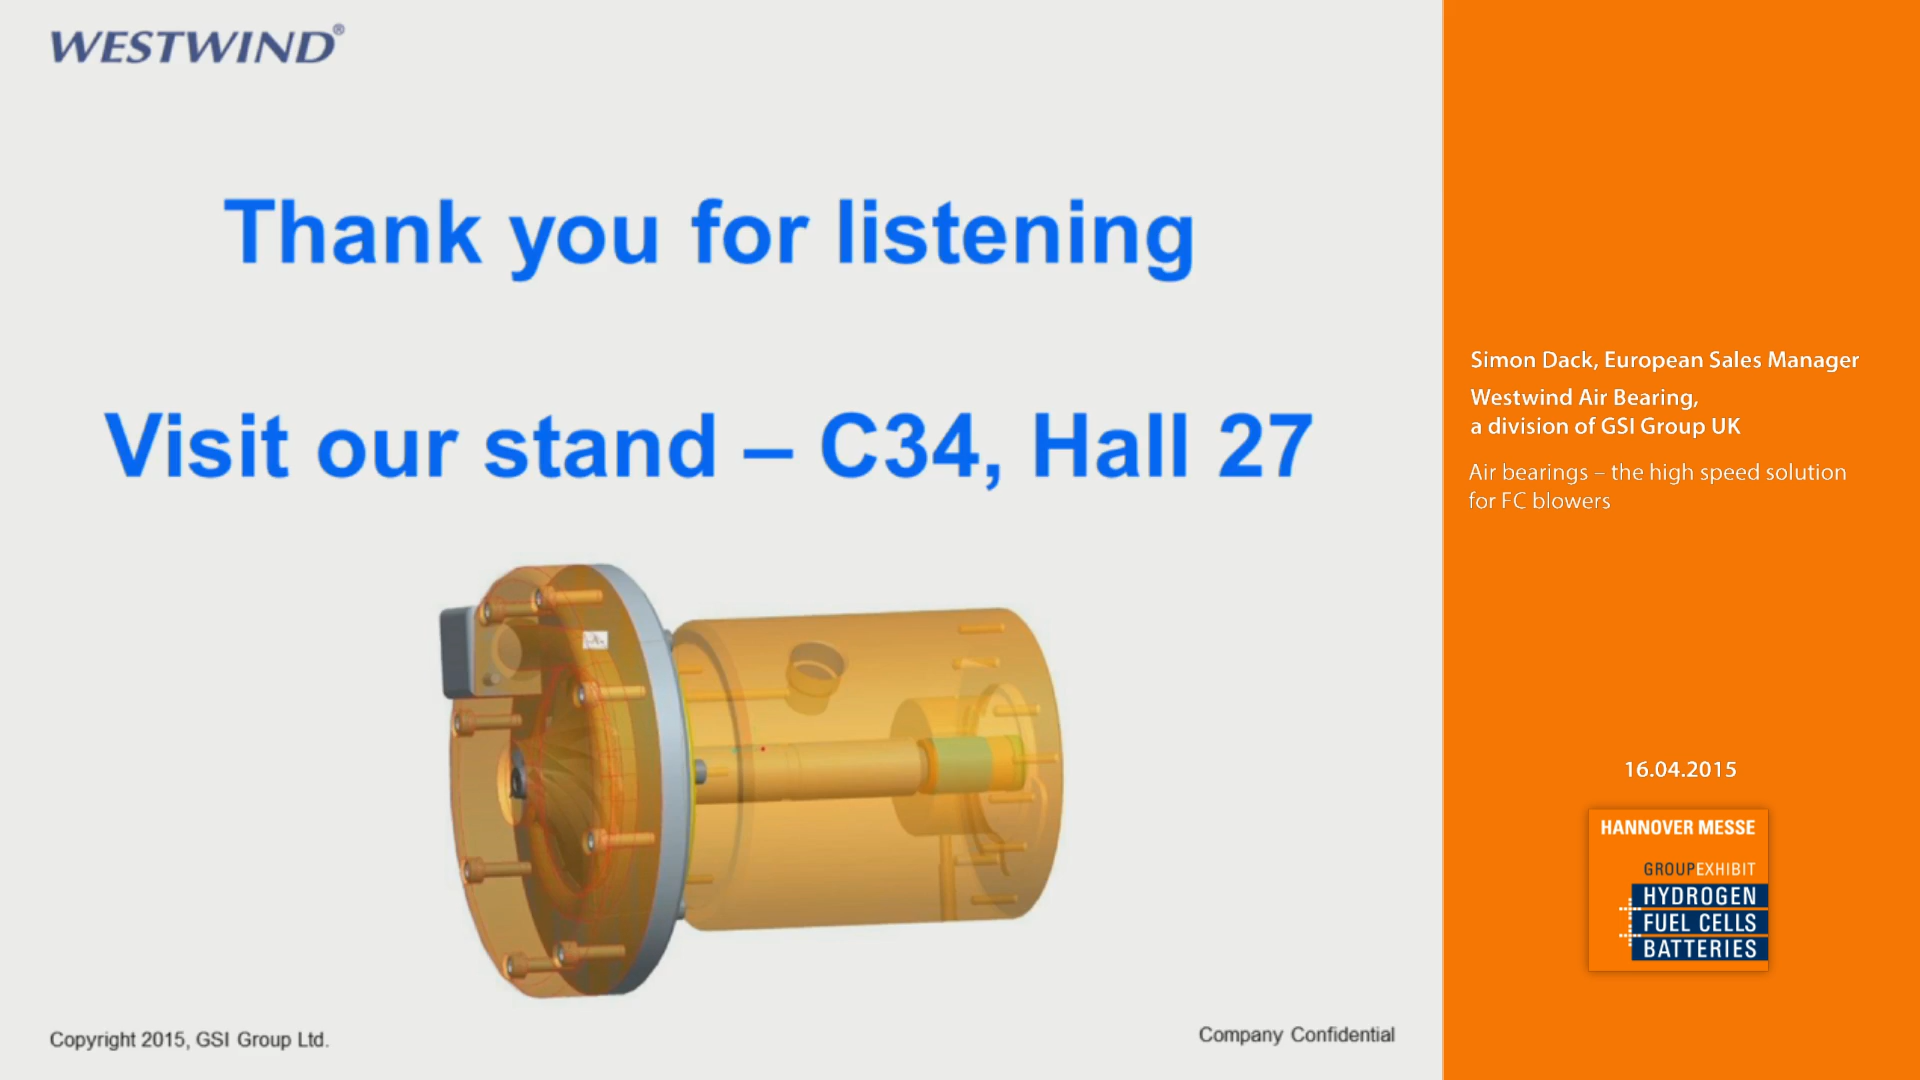 WESTWIND®
Thank you for listening
Visit our stand – C34, Hall 27
Copyright 2015, GSI Group Ltd.
Company Confidential
Simon Dack, European Sales Manager
Westwind Air Bearing,
a division of GSI Group UK
Air bearings – the high speed solution
for FC blowers
16.04.2015
HANNOVER MESSE
GROUPEXHIBIT
HYDROGEN
FUEL CELLS
BATTERIES